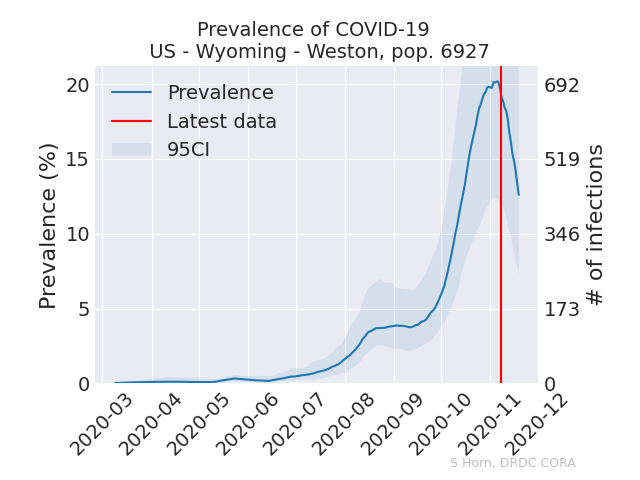 Prevalence of COVID-19
US - Wyoming - Weston, pop. 6927
Prevalence
Latest data
95CI
Prevalence (%)
20
15
10
5
0
692
519
346
173
0
# of infections
2020-03
2020-04
2020-05
2020-06
2020-07
2020-08
2020-09
2020-10
2020-11
2020-12
S Horn, DRDC CORA